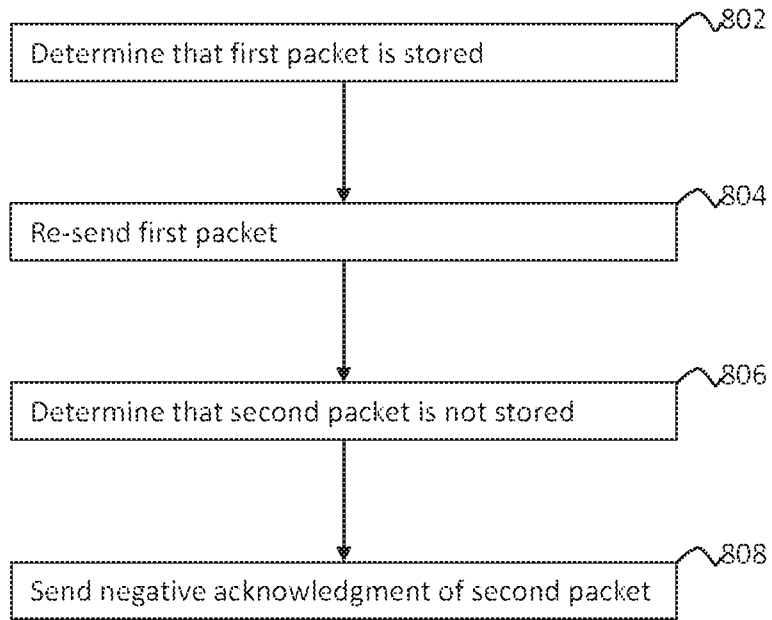 802
Determine that first packet is stored
804
Re-send first packet
806
Determine that second packet is not stored
808
Send negative acknowledgment of second packet